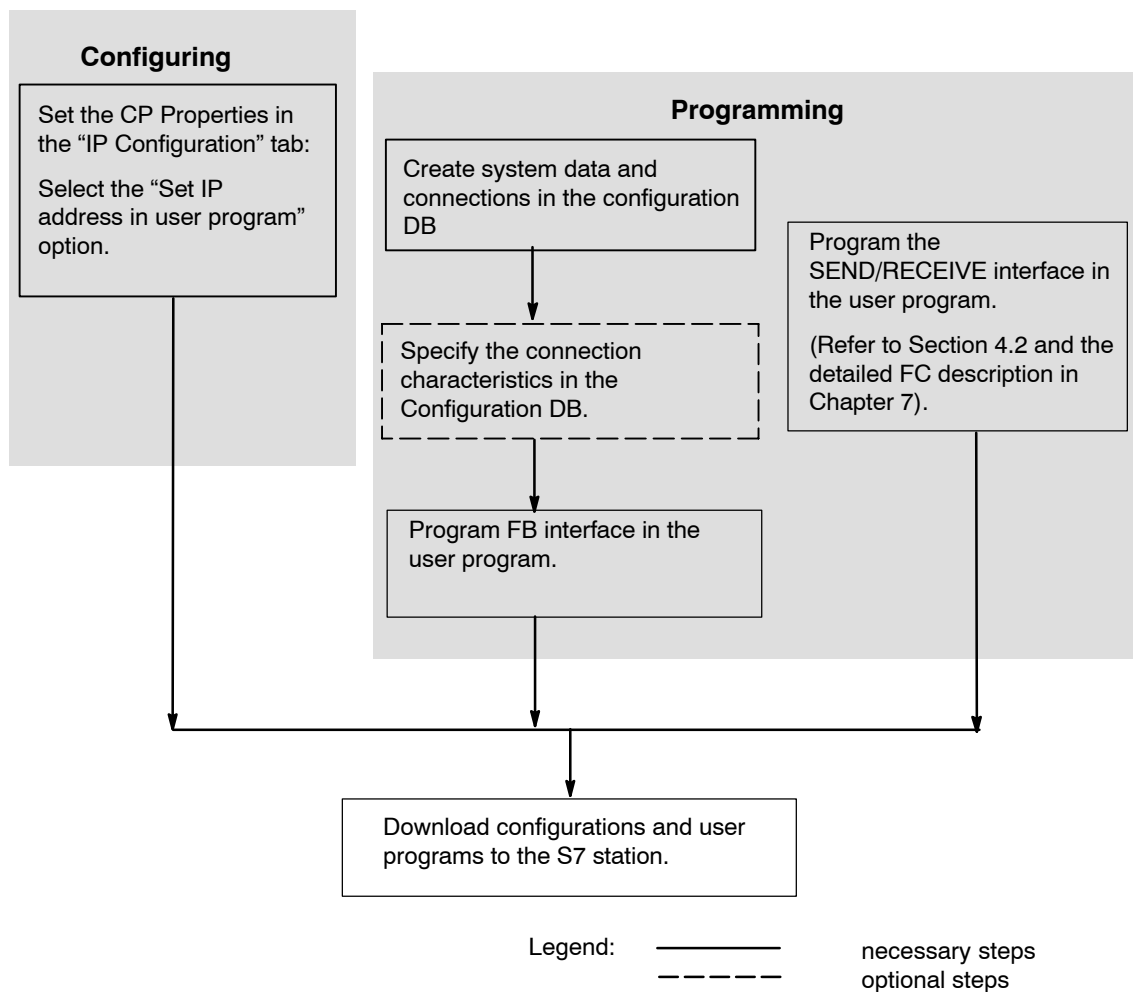 Configuring
Set the CP Properties in
the “IP Configuration” tab:
Select the “Set IP
address in user program”
option.
Programming
Create system data and
connections in the configuration
DB
Specify the connection
characteristics in the
Configuration DB.
Program FB interface in the
user program.
Program the
SEND/RECEIVE interface in
the user program.
(Refer to Section 4.2 and the
detailed FC description in
Chapter 7).
Download configurations and user
programs to the S7 station.
Legend:
necessary steps
optional steps